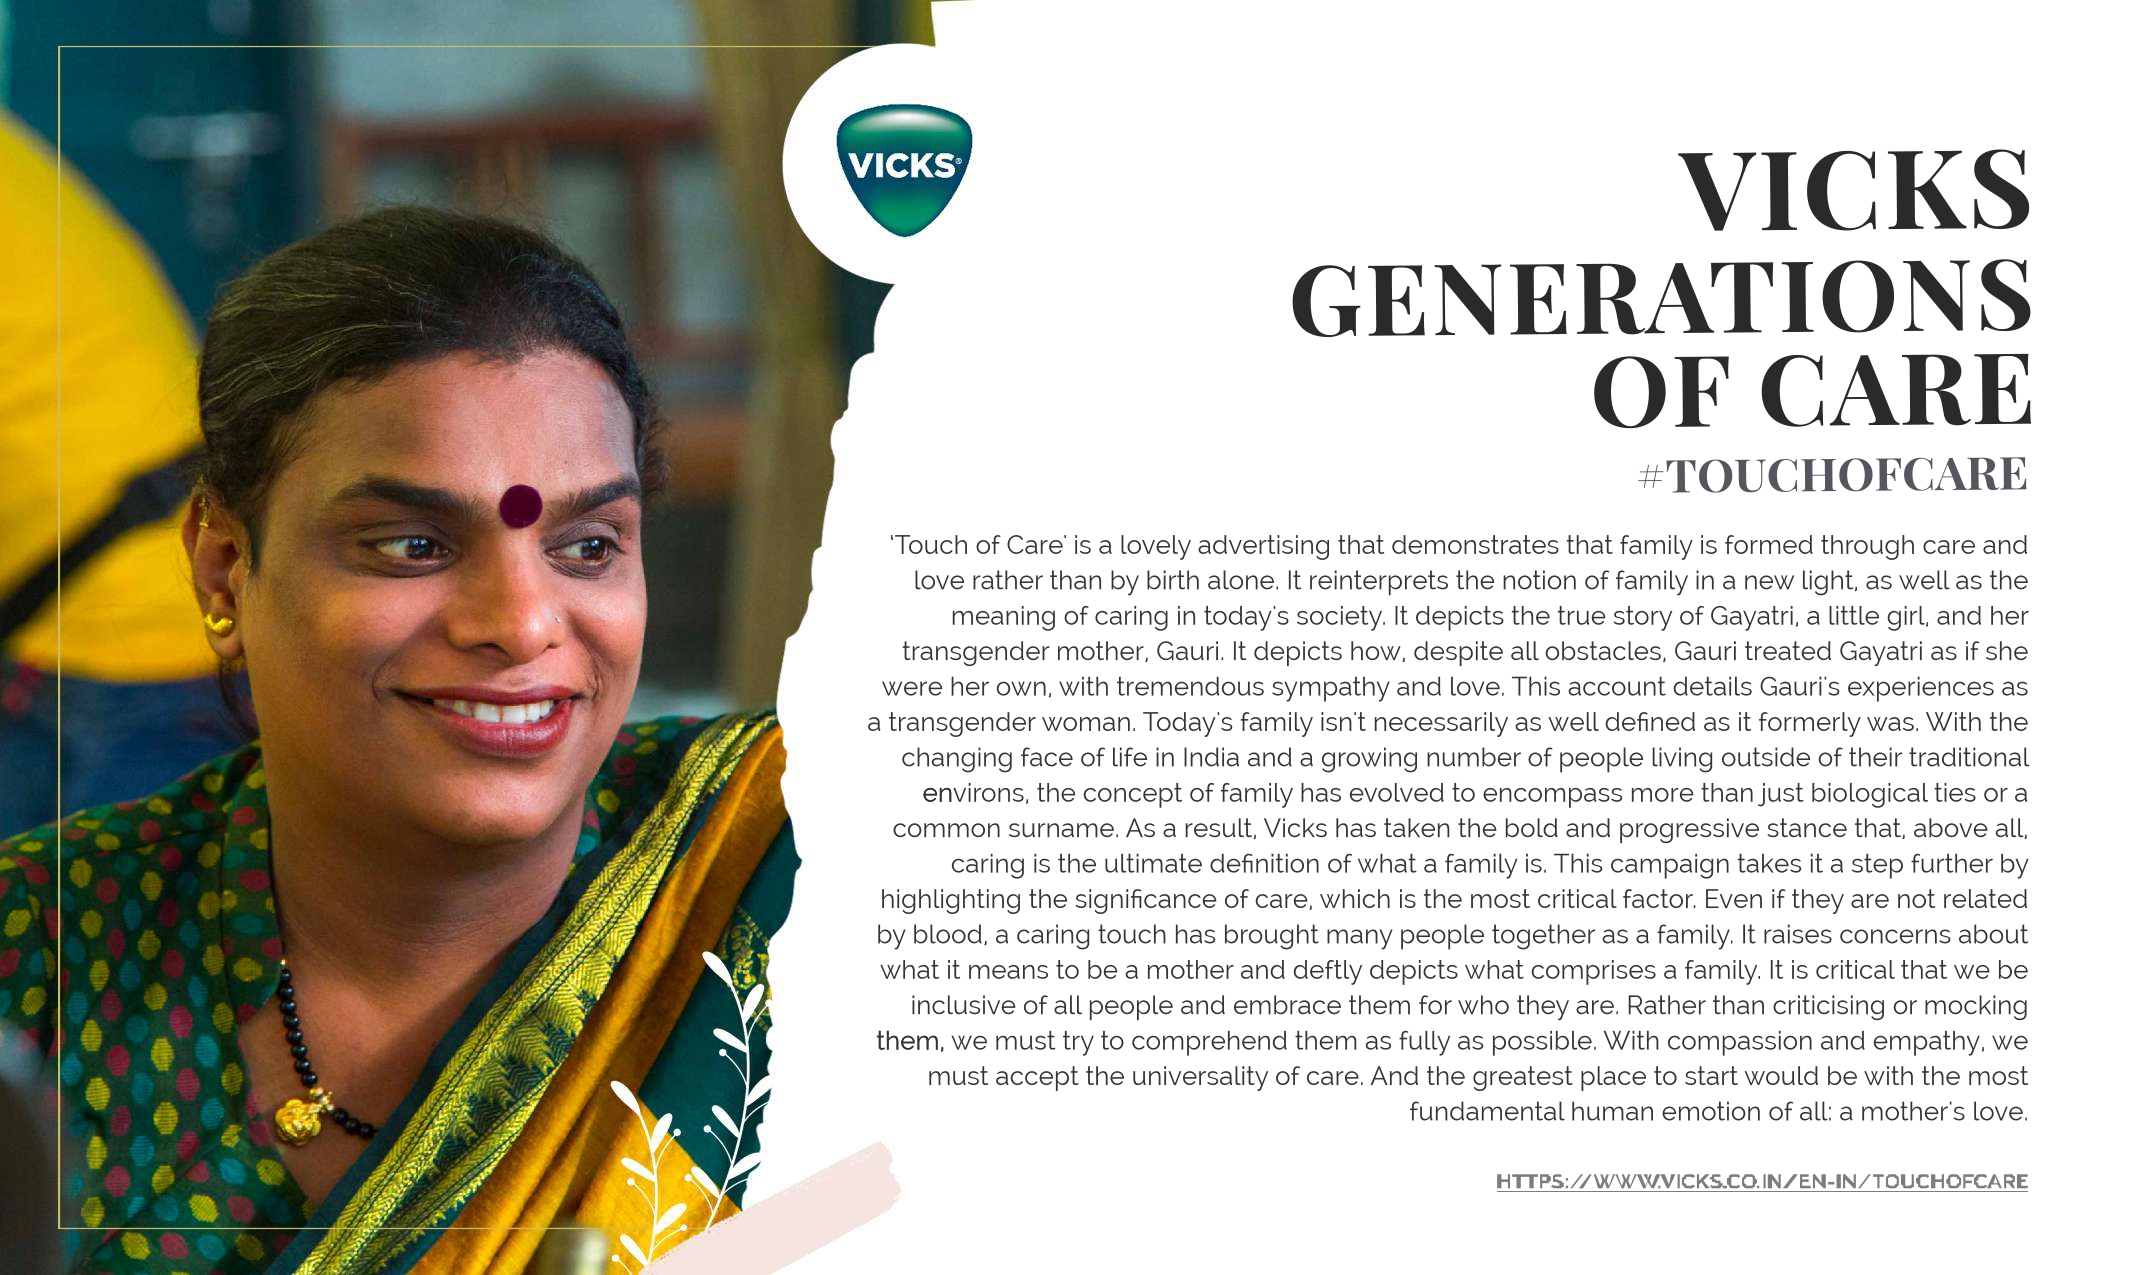 VICKS®
VICKS
GENERATIONS
OF CARE
#TOUCHOFCARE
'Touch of Care' is a lovely advertising that demonstrates that family is formed through care and
love rather than by birth alone. It reinterprets the notion of family in a new light, as well as the
meaning of caring in today's society. It depicts the true story of Gayatri, a little girl, and her
transgender mother, Gauri. It depicts how, despite all obstacles, Gauri treated Gayatri as if she
were her own, with tremendous sympathy and love. This account details Gauri's experiences as
a transgender woman. Today's family isn't necessarily as well defined as it formerly was. With the
changing face of life in India and a growing number of people living outside of their traditional
environs, the concept of family has evolved to encompass more than just biological ties or a
common surname. As a result, Vicks has taken the bold and progressive stance that, above all,
caring is the ultimate definition of what a family is. This campaign takes it a step further by
highlighting the significance of care, which is the most critical factor. Even if they are not related
by blood, a caring touch has brought many people together as a family. It raises concerns about
what it means to be a mother and deftly depicts what comprises a family. It is critical that we be
inclusive of all people and embrace them for who they are. Rather than criticising or mocking
them, we must try to comprehend them as fully as possible. With compassion and empathy, we
must accept the universality of care. And the greatest place to start would be with the most
fundamental human emotion of all: a mother's love.
HTTPS://WWW.VICKS.CO.IN/EN-IN/TOUCHOFCARE